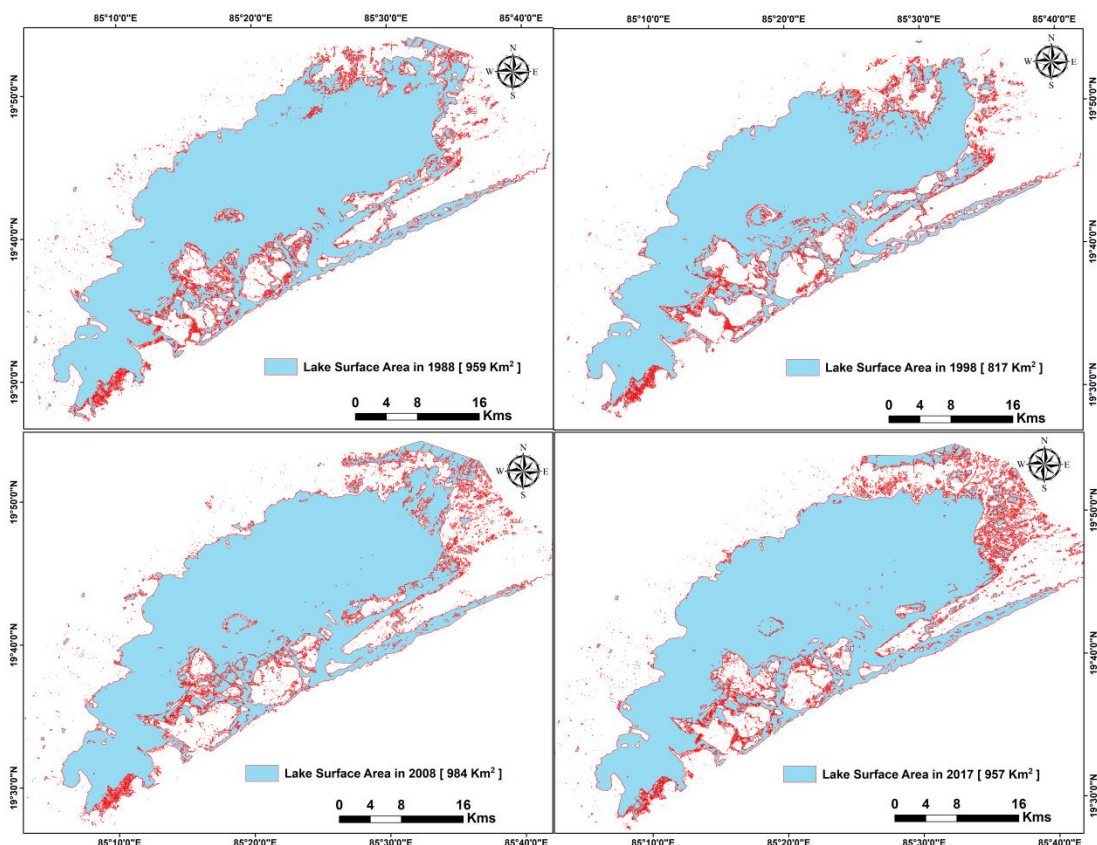 85°10'0"E 85°20'0"E 85°30'0"E 85°40'0"E
85°10'0"E 85°20'0"E 85°30'0"E 85°40'0"E
N
W E
S
N
W E
S
19°50'0"N
19°40'0"N
19°30'0"N
19°50'0"N
19°40'0"N
19°30'0"N
Lake Surface Area in 1988 [ 959 Km² ]
0 4 8 16
Kms
Lake Surface Area in 1998 [ 817 Km² ]
0 4 8 16
Kms
N
W E
S
N
W E
S
19°50'0"N
19°40'0"N
19°30'0"N
19°50'0"N
19°40'0"N
19°30'0"N
Lake Surface Area in 2008 [ 984 Km² ]
0 4 8 16
Kms
Lake Surface Area in 2017 [ 957 Km² ]
0 4 8 16
Kms
85°10'0"E 85°20'0"E 85°30'0"E 85°40'0"E
85°10'0"E 85°20'0"E 85°30'0"E 85°40'0"E